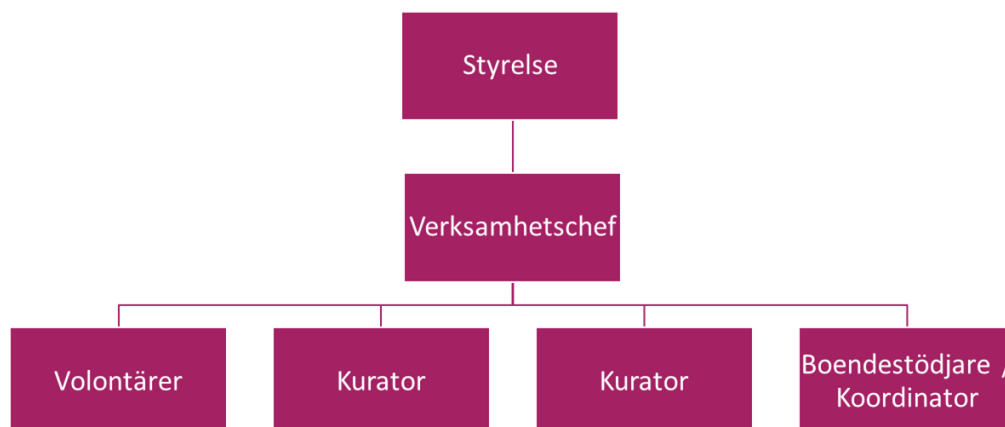 Styrelse
Verksamhetschef
Volontärer
Kurator
Kurator
Boendestödjare /
Koordinator